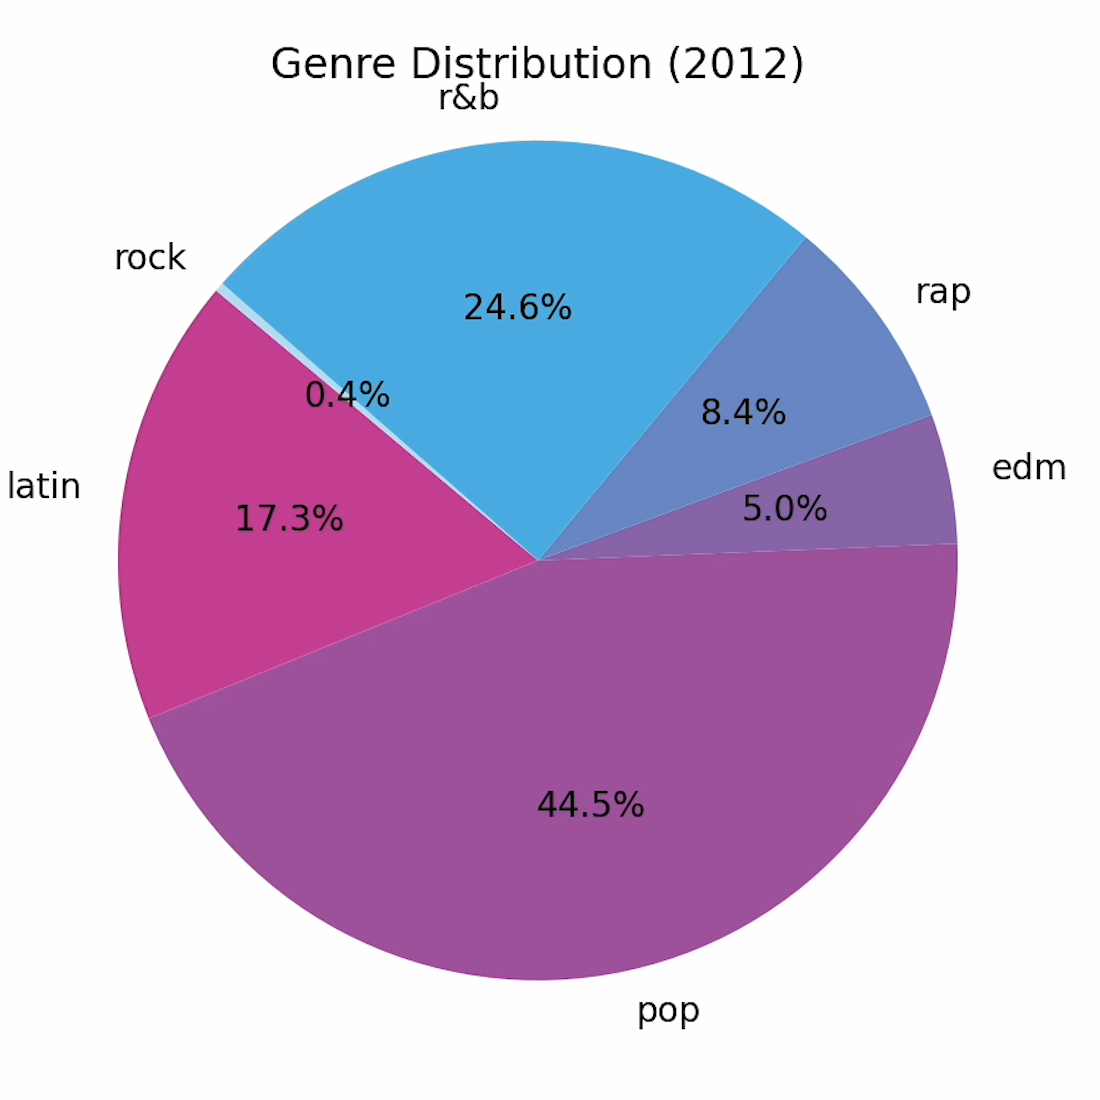 Genre Distribution (2012)
r&b
rock
rap
24.6%
0.4%
8.4%
edm
latin
17.3%
5.0%
44.5%
pop